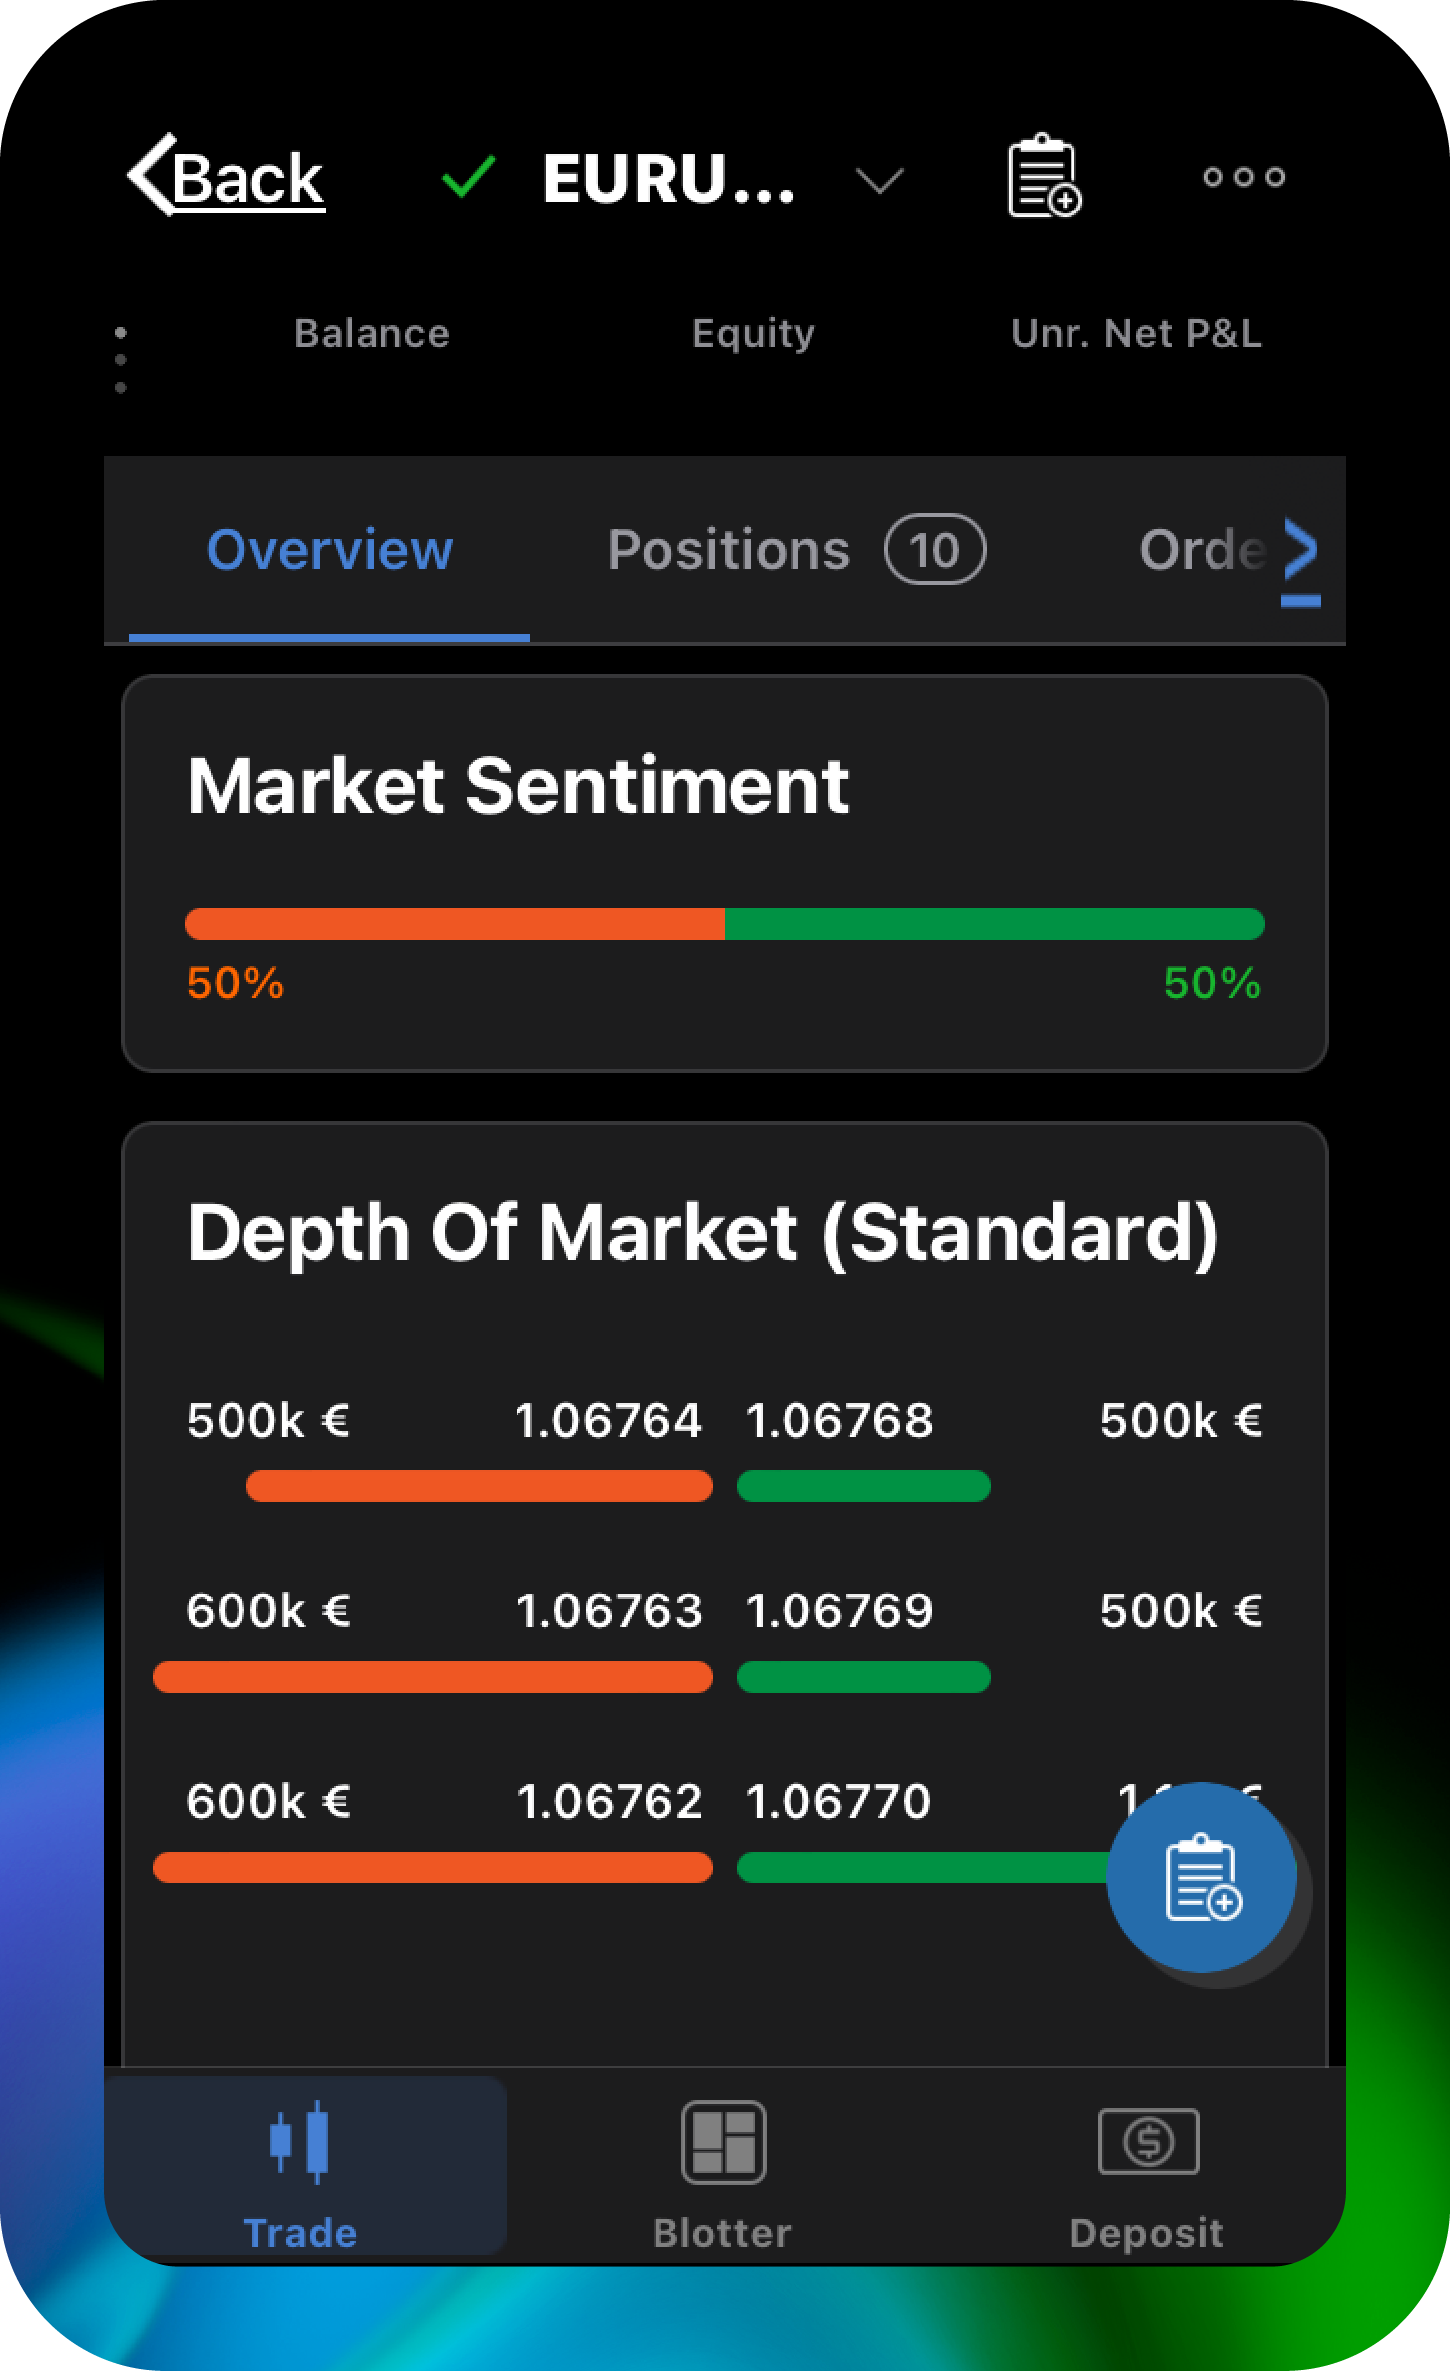 Back EURU...
Balance Equity Unr. Net P&L
Overview Positions 10 Orde
Market Sentiment
50% 50%
Depth Of Market (Standard)
500k € 1.06764 1.06768 500k €
600k € 1.06763 1.06769 500k €
600k € 1.06762 1.06770
Trade Blotter Deposit